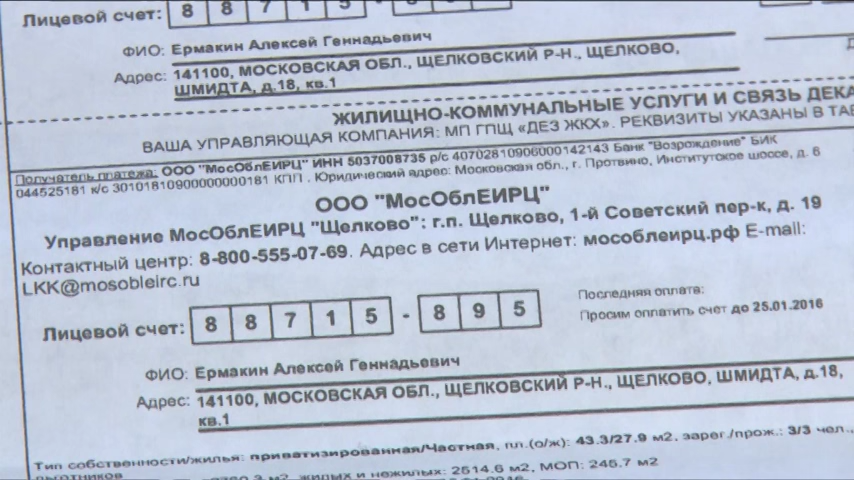 Лицевой счет: 8 8 7 1 5 -
ФИО: Ермакин Алексей Геннадьевич
Адрес: 141100, МОСКОВСКАЯ ОБЛ., ЩЕЛКОВСКИЙ Р-Н., ЩЕЛКОВО,
ШМИДТА, д.18, кв.1
ЖИЛИЩНО-КОММУНАЛЬНЫЕ УСЛУГИ И СВЯЗЬ ДЕКА
ВАША УПРАВЛЯЮЩАЯ КОМПАНИЯ: МП ГПЩ «ДЕЗ ЖКХ». РЕКВИЗИТЫ УКАЗАНЫ В ТАБ
Получатель платежа: ООО "МосОблЕИРЦ" ИНН 5037008735 р/с 40702810906000142143 Банк "Возрождение" БИК
044525181 к/с 30101810900000000181 КПП . Юридический адрес: Московская обл., г. Протвино, Институтское шоссе, д. 6
ООО "МосОблЕИРЦ"
Управление МосОблЕИРЦ "Щелково": г.п. Щелково, 1-й Советский пер-к, д. 19
Контактный центр: 8-800-555-07-69. Адрес в сети Интернет: мособлеирц.рф E-mail:
LKK@mosobleirc.ru
Лицевой счет: 8 8 7 1 5 - 8 9 5
Последняя оплата:
Просим оплатить счет до 25.01.2016
ФИО: Ермакин Алексей Геннадьевич
Адрес: 141100, МОСКОВСКАЯ ОБЛ., ЩЕЛКОВСКИЙ Р-Н., ЩЕЛКОВО, ШМИДТА, д.18,
кв.1
Тип собственности/жилья: приватизированная/Частная, пл.(о/ж): 43.3/27.9 м2, зарег./прож.: 3/3 чел.,
м2, жилых и нежилых: 2514.6 м2, МОП: 245.7 м2